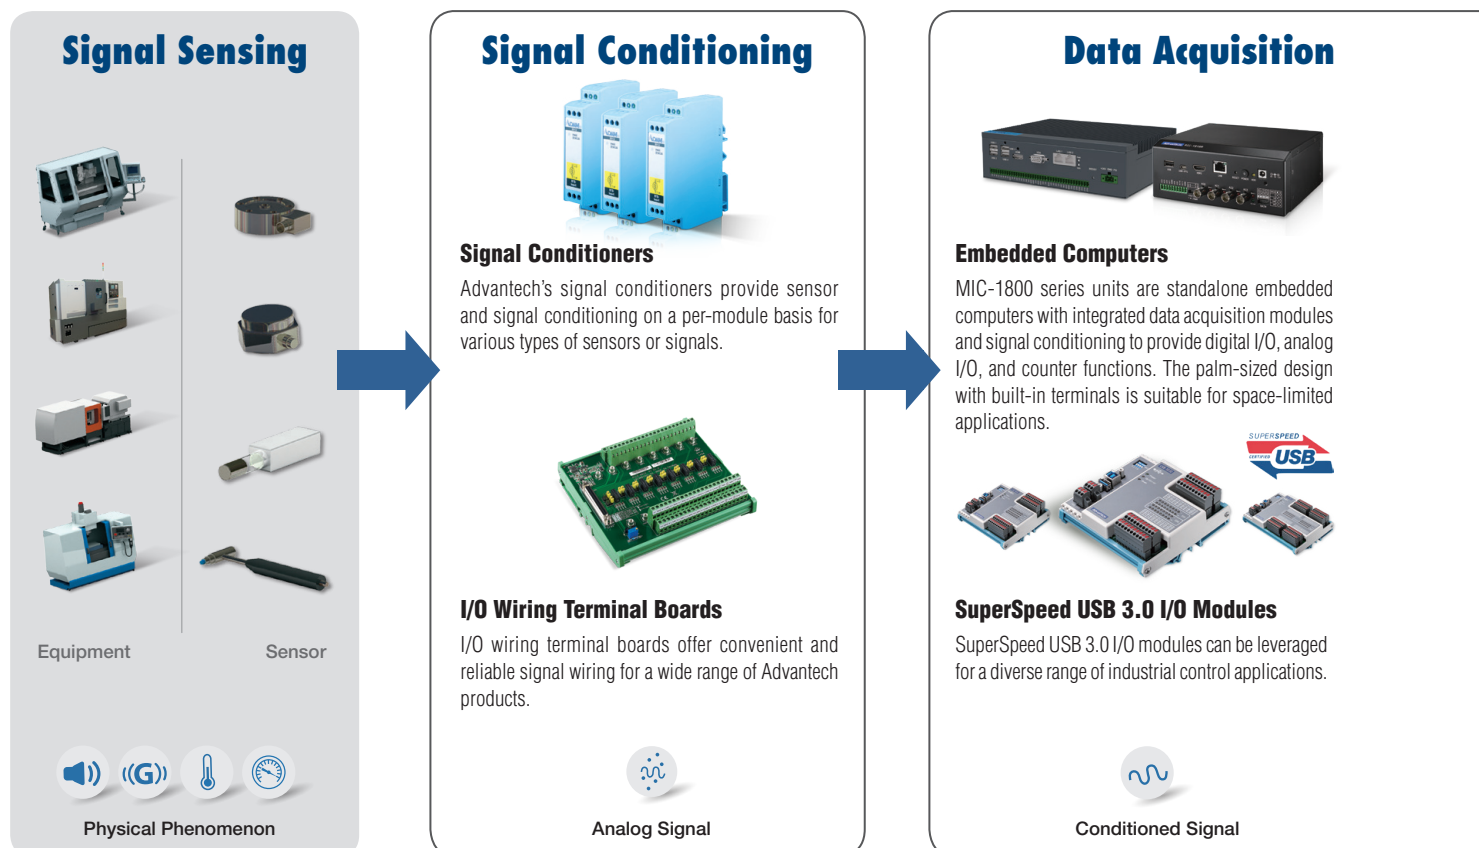 Signal Sensing
Equipment
Sensor
((G))
Physical Phenomenon
Signal Conditioning
Signal Conditioners
Advantech’s signal conditioners provide sensor
and signal conditioning on a per-module basis for
various types of sensors or signals.
I/O Wiring Terminal Boards
I/O wiring terminal boards offer convenient and
reliable signal wiring for a wide range of Advantech
products.
Analog Signal
Data Acquisition
Embedded Computers
MIC-1800 series units are standalone embedded
computers with integrated data acquisition modules
and signal conditioning to provide digital I/O, analog
I/O, and counter functions. The palm-sized design
with built-in terminals is suitable for space-limited
applications.
SUPERSPEED
CERTIFIED USB
SuperSpeed USB 3.0 I/O Modules
SuperSpeed USB 3.0 I/O modules can be leveraged
for a diverse range of industrial control applications.
Conditioned Signal